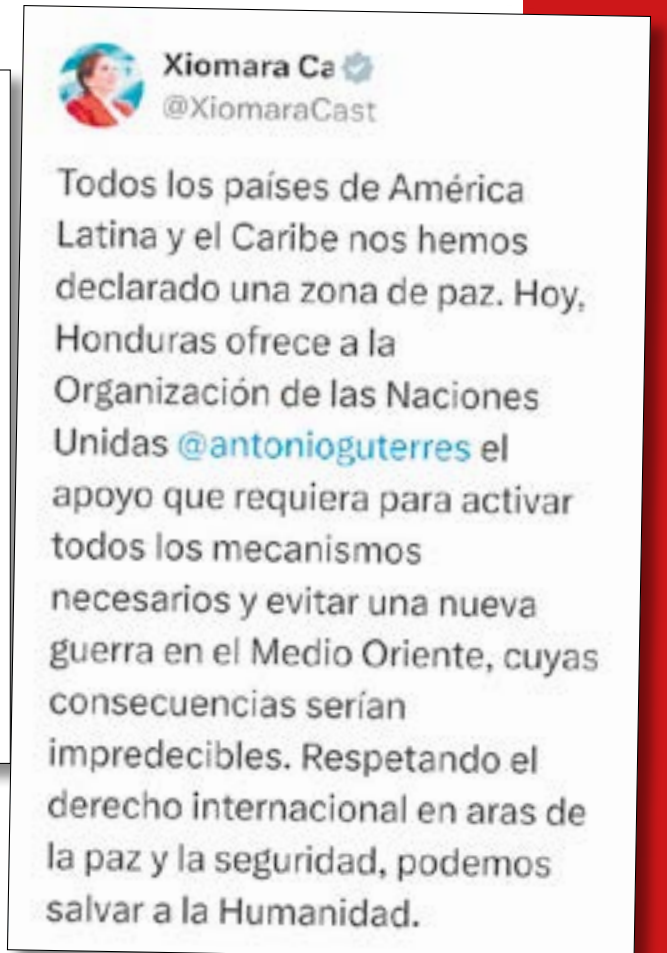 Xiomara Ca
@XiomaraCast
Todos los países de América
Latina y el Caribe nos hemos
declarado una zona de paz. Hoy,
Honduras ofrece a la
Organización de las Naciones
Unidas @antonioguterres el
apoyo que requiera para activar
todos los mecanismos
necesarios y evitar una nueva
guerra en el Medio Oriente, cuyas
consecuencias serían
impredecibles. Respetando el
derecho internacional en aras de
la paz y la seguridad, podemos
salvar a la Humanidad.